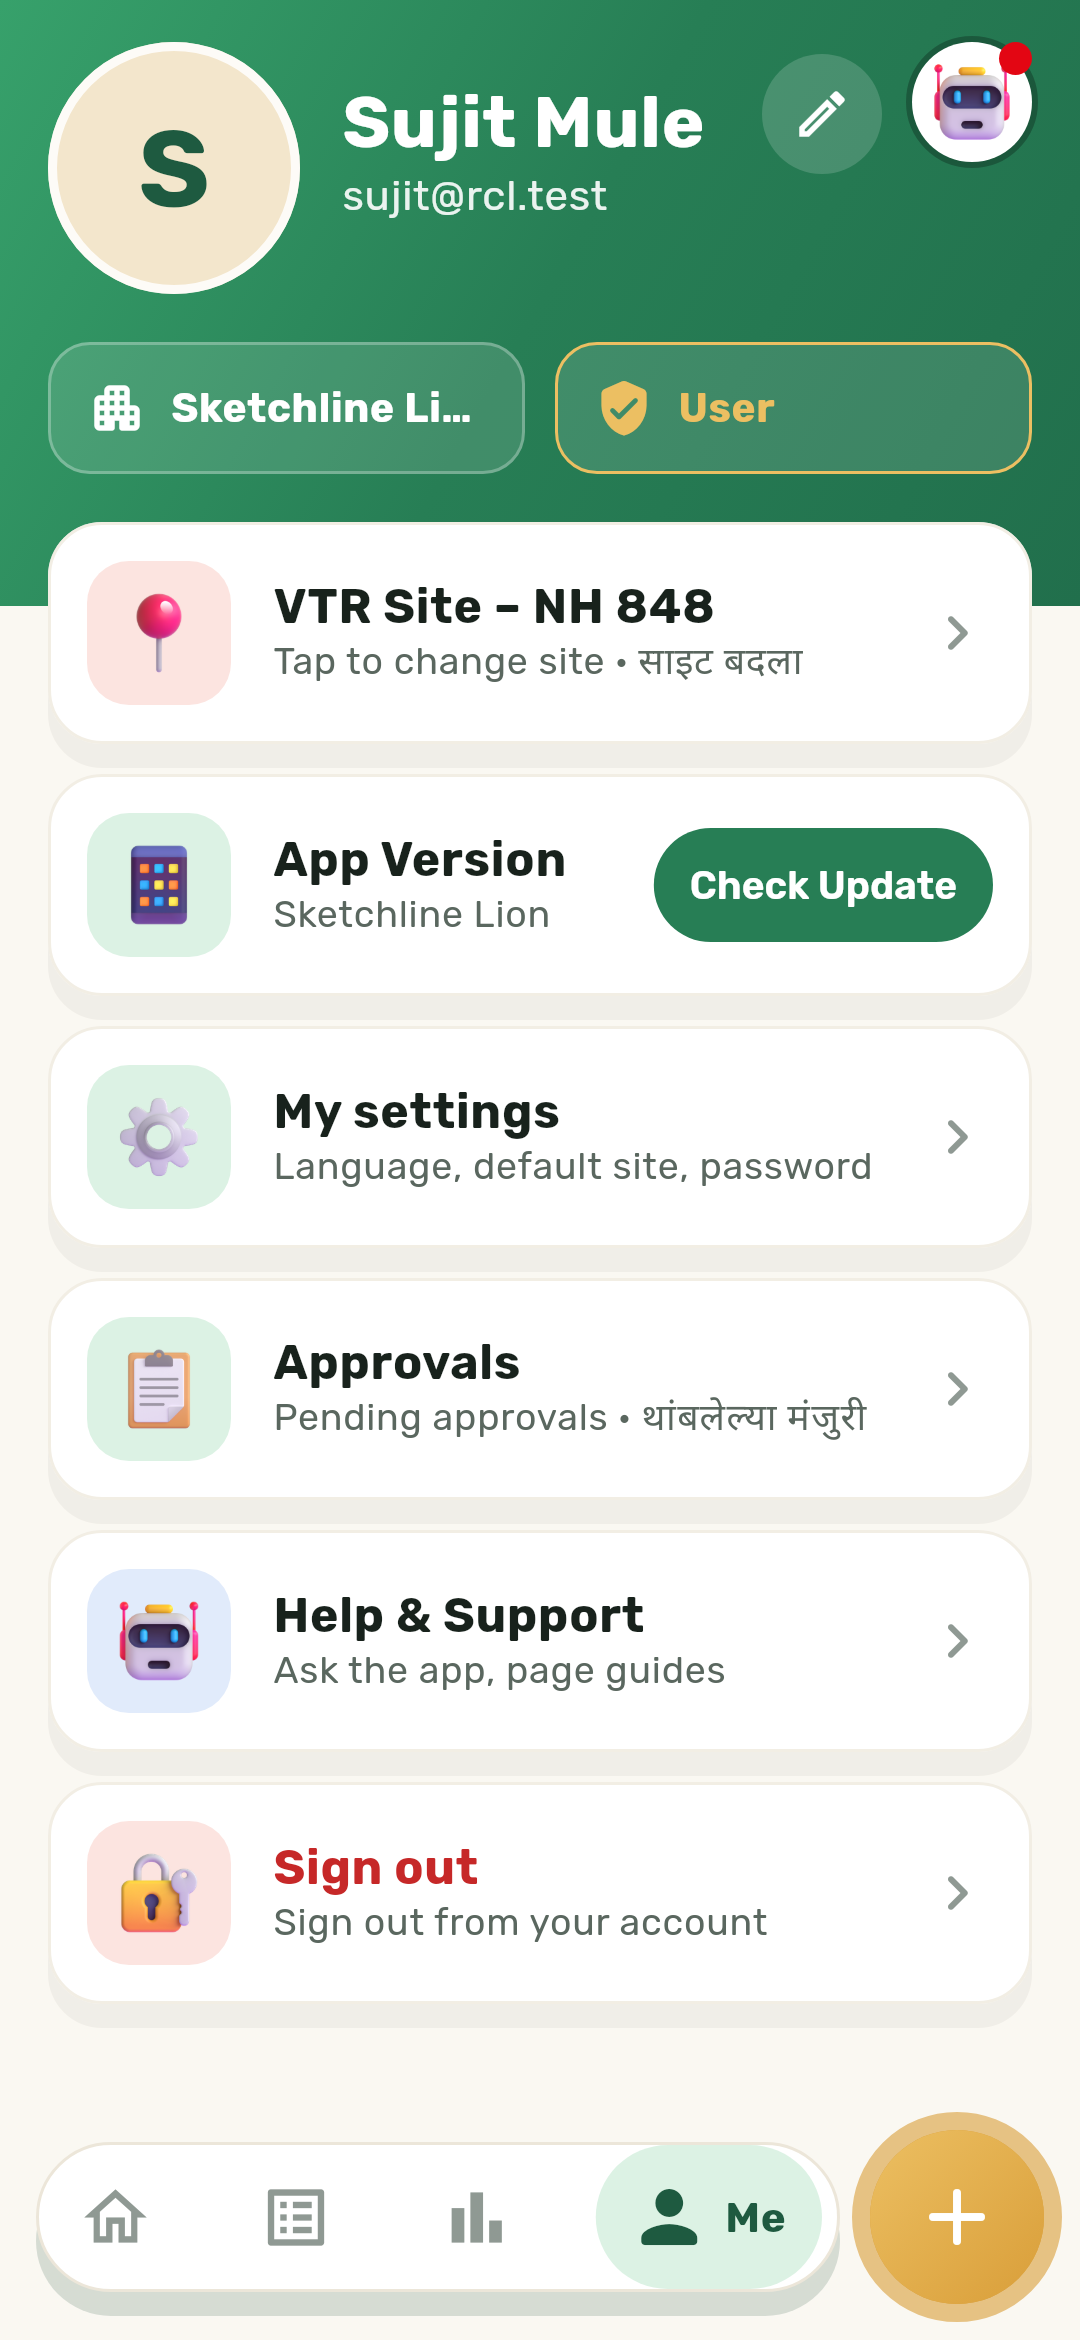 S
Sujit Mule
sujit@rcl.test
Sketchline Li...
User
VTR Site – NH 848
Tap to change site • साइट बदला
App Version
Sketchline Lion
Check Update
My settings
Language, default site, password
Approvals
Pending approvals • थांबलेल्या मंजुरी
Help & Support
Ask the app, page guides
Sign out
Sign out from your account
Me